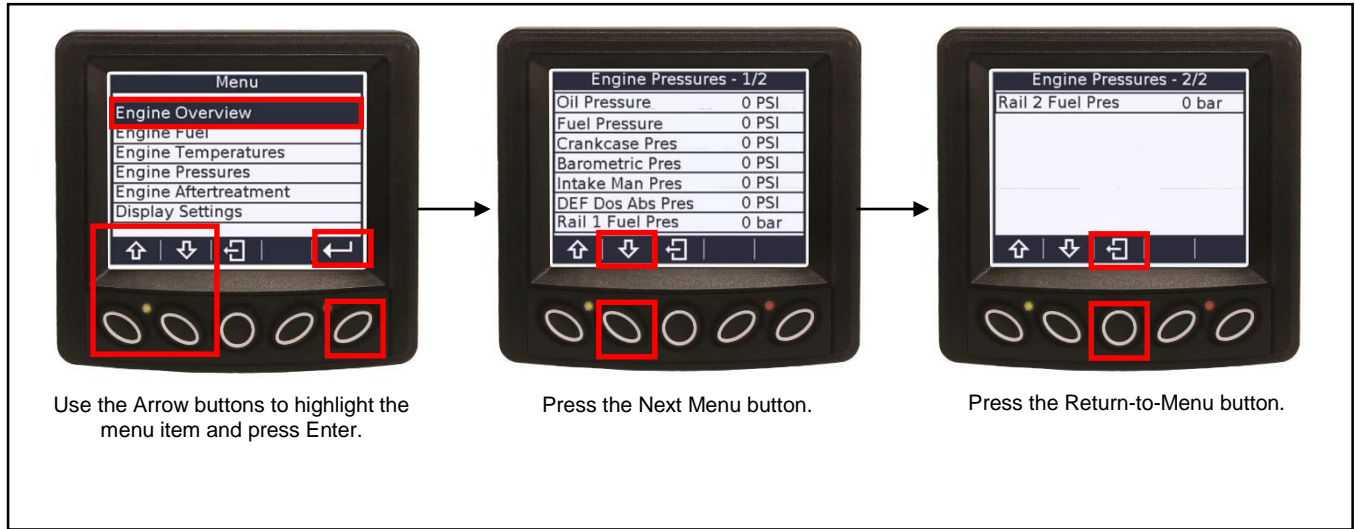 Menu
Engine Overview
Engine Fuel
Engine Temperatures
Engine Pressures
Engine Aftertreatment
Display Settings
Use the Arrow buttons to highlight the
menu item and press Enter.
Engine Pressures - 1/2
Oil Pressure 0 PSI
Fuel Pressure 0 PSI
Crankcase Pres 0 PSI
Barometric Pres 0 PSI
Intake Man Pres 0 PSI
DEF Dos Abs Pres 0 PSI
Rail 1 Fuel Pres 0 bar
Press the Next Menu button.
Engine Pressures - 2/2
Rail 2 Fuel Pres 0 bar
Press the Return-to-Menu button.